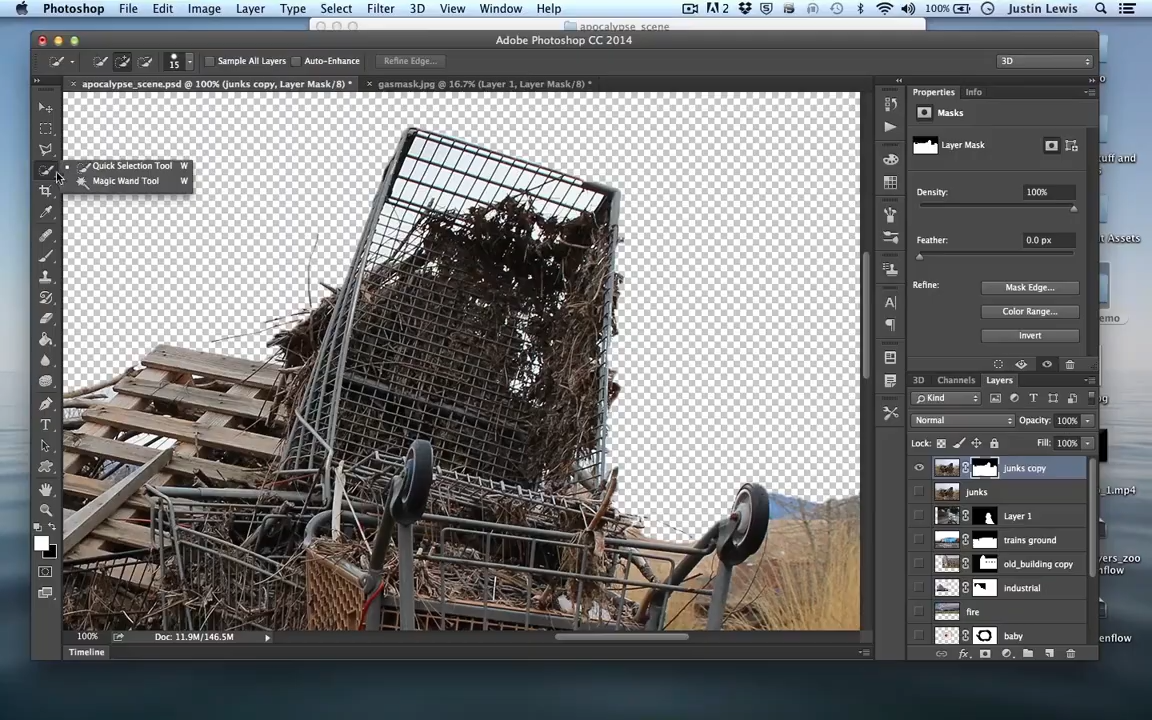 Photoshop File Edit Image Layer Type Select Filter 3D View Window Help 2 100% Justin Lewis
apocalypse_scene
Adobe Photoshop CC 2014
15 Sample All Layers Auto-Enhance Refine Edge... 3D
apocalypse_scene.psd @ 100% (junks copy, Layer Mask/8) *
gasmask.jpg @ 16.7% (Layer 1, Layer Mask/8) *
Quick Selection Tool W
Magic Wand Tool W
Properties Info
Masks
Layer Mask
Density: 100%
Feather: 0.0 px
Refine: Mask Edge...
Color Range...
Invert
3D Channels Layers
Kind
Normal Opacity: 100%
Lock: Fill: 100%
junks copy
junks
Layer 1
trains ground
old_building copy
industrial
fire
baby
100% Doc: 11.9M/146.5M
Timeline